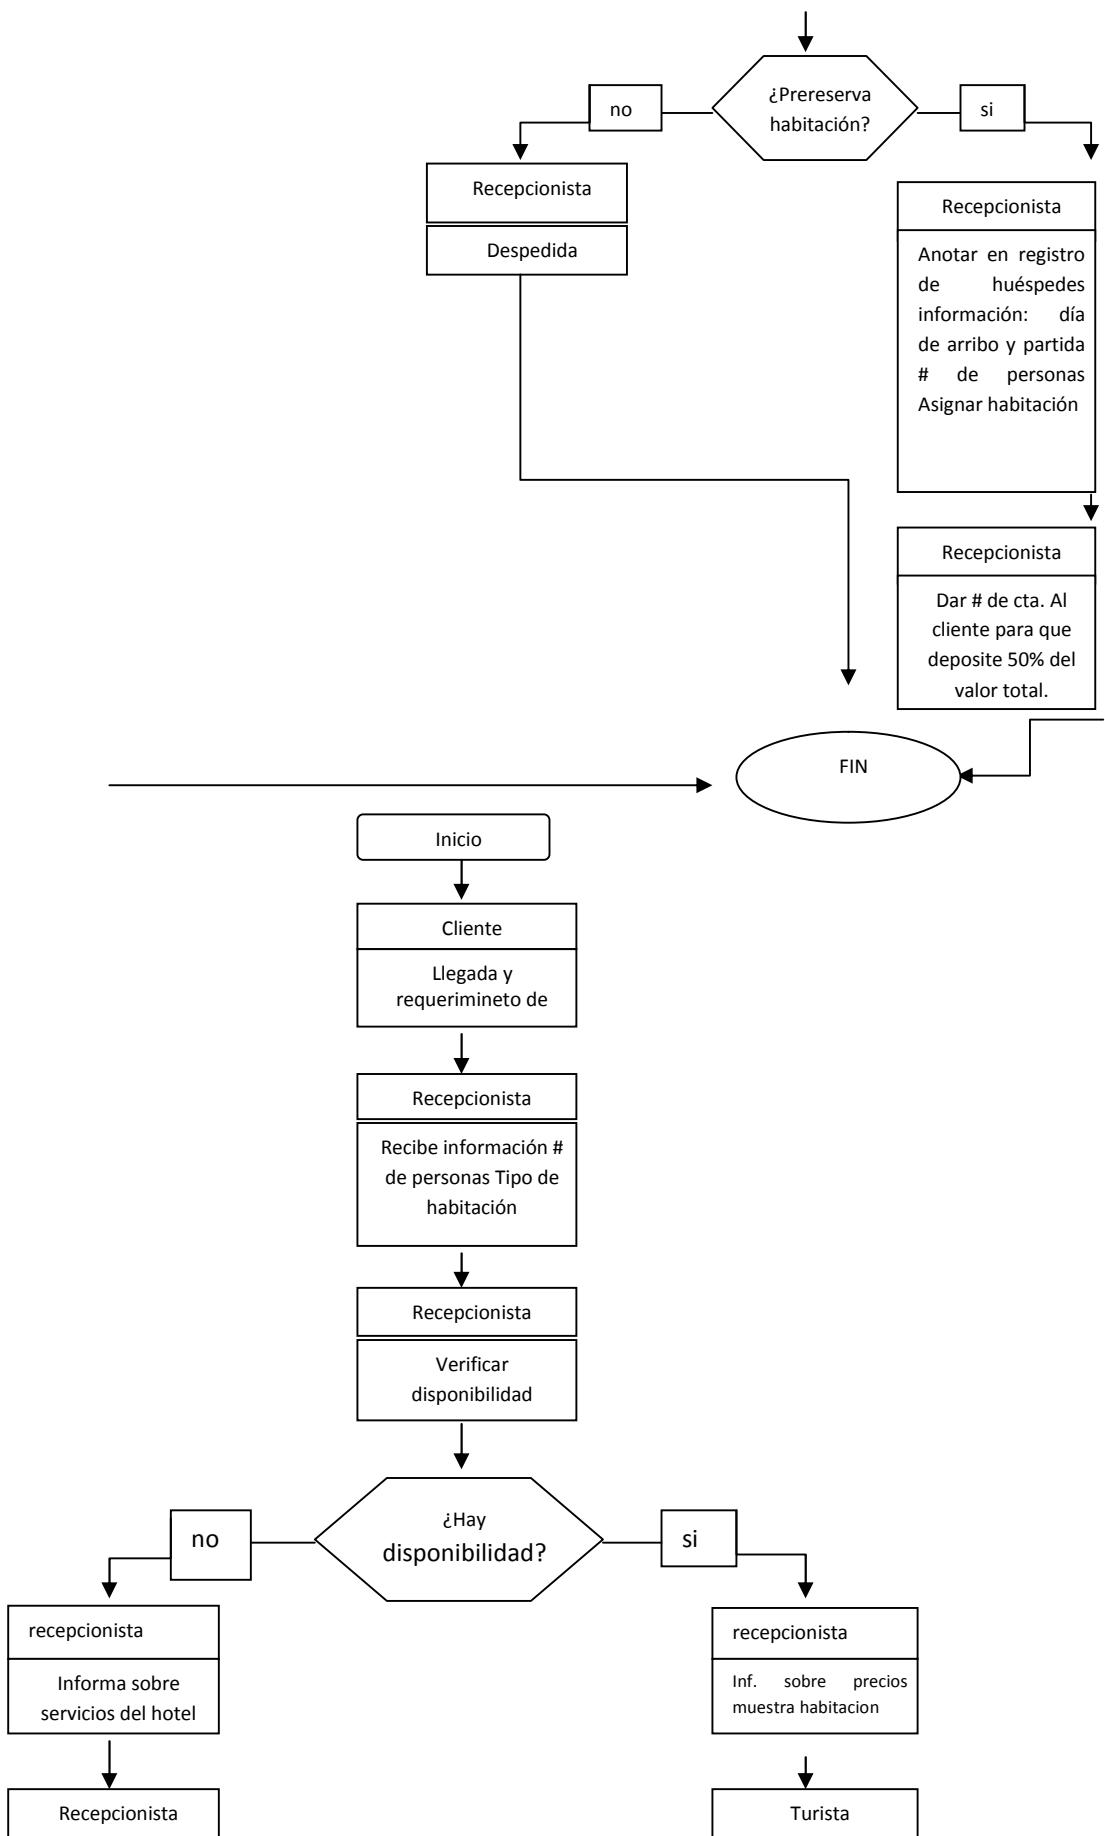 ¿Prereserva
habitación?
no
si
Recepcionista
Despedida
Recepcionista
Anotar en registro
de huéspedes
información: día
de arribo y partida
# de personas
Asignar habitación
Recepcionista
Dar # de cta. Al
cliente para que
deposite 50% del
valor total.
FIN
Inicio
Cliente
Llegada y
requerimineto de
Recepcionista
Recibe información #
de personas Tipo de
habitación
Recepcionista
Verificar
disponibilidad
¿Hay
disponibilidad?
no
si
recepcionista
Informa sobre
servicios del hotel
recepcionista
Inf. sobre precios
muestra habitacion
Recepcionista
Turista